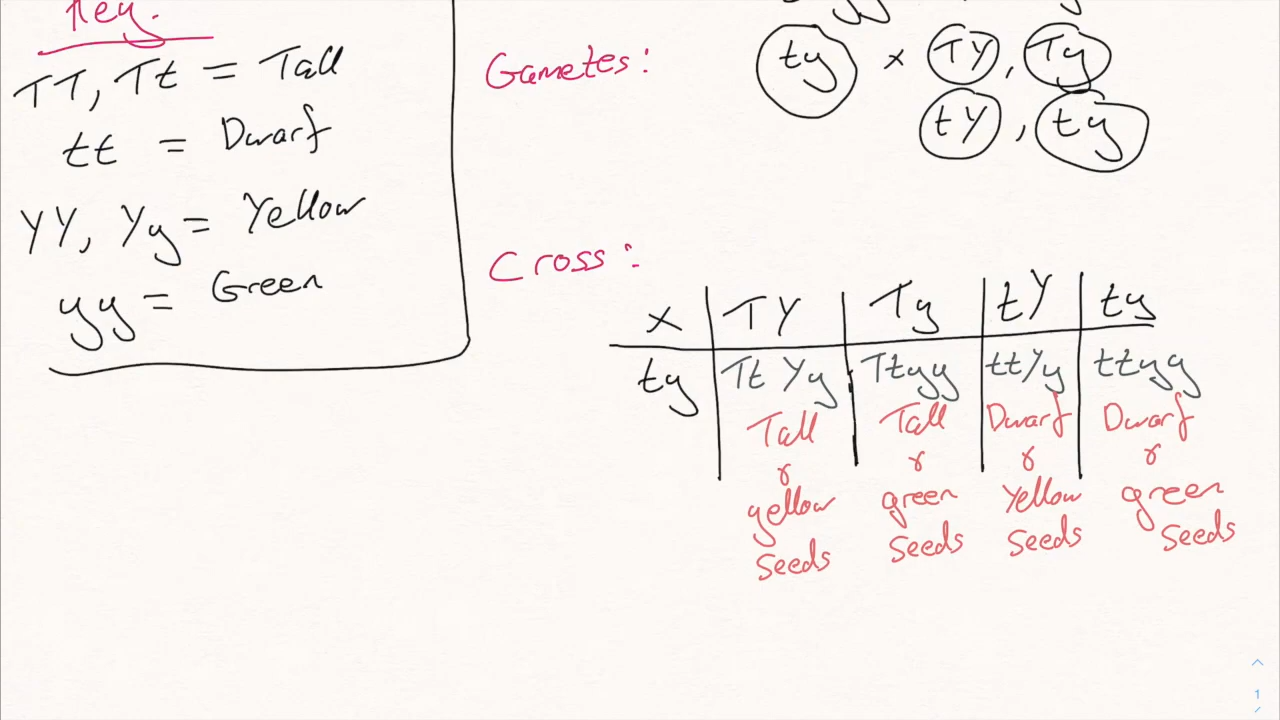 Key:
TT, Tt = Tall
tt = Dwarf
YY, Yy = Yellow
yy = Green
Gametes:
ty x TY, Ty
tY, ty
Cross:
x TY Ty tY ty
ty TtYy Ttyy ttYy ttyy
Tall Tall Dwarf Dwarf
r r r r
yellow green Yellow green
Seeds Seeds Seeds Seeds
1